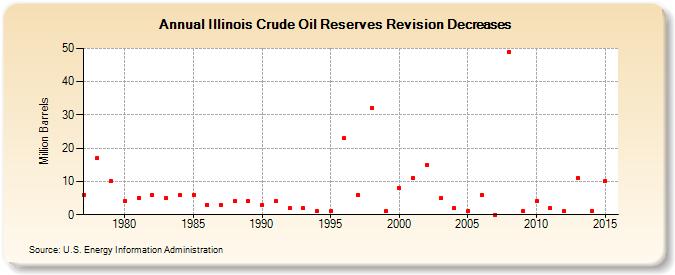 Annual Illinois Crude Oil Reserves Revision Decreases
Million Barrels
50
40
30
20
10
0
1980 1985 1990 1995 2000 2005 2010 2015
Source: U.S. Energy Information Administration